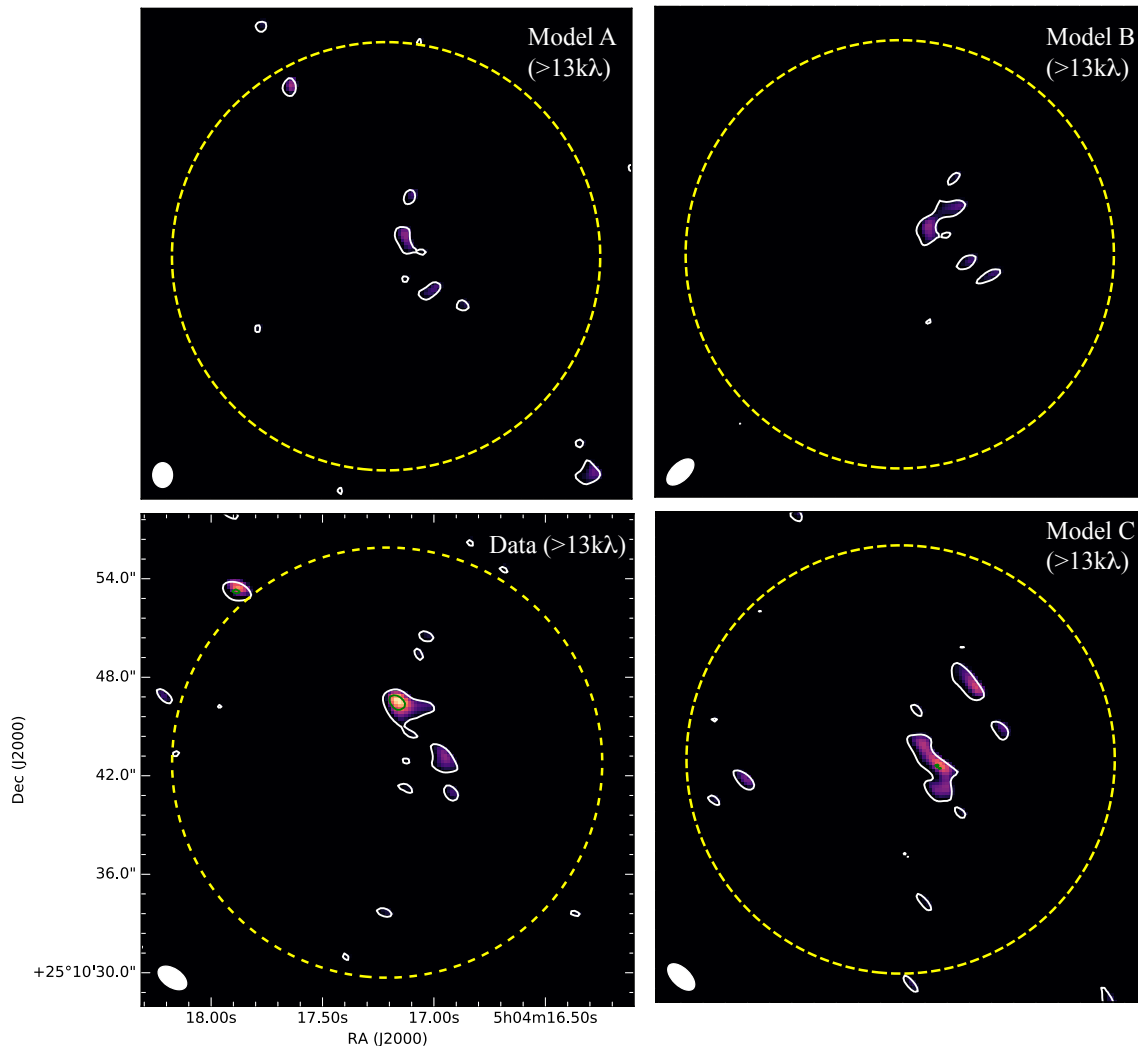 Model A
(>13kλ)
Model B
(>13kλ)
Data (>13kλ)
Model C
(>13kλ)
54.0"
48.0"
42.0"
36.0"
+25°10'30.0"
Dec (J2000)
18.00s
17.50s
17.00s
5h04m16.50s
RA (J2000)